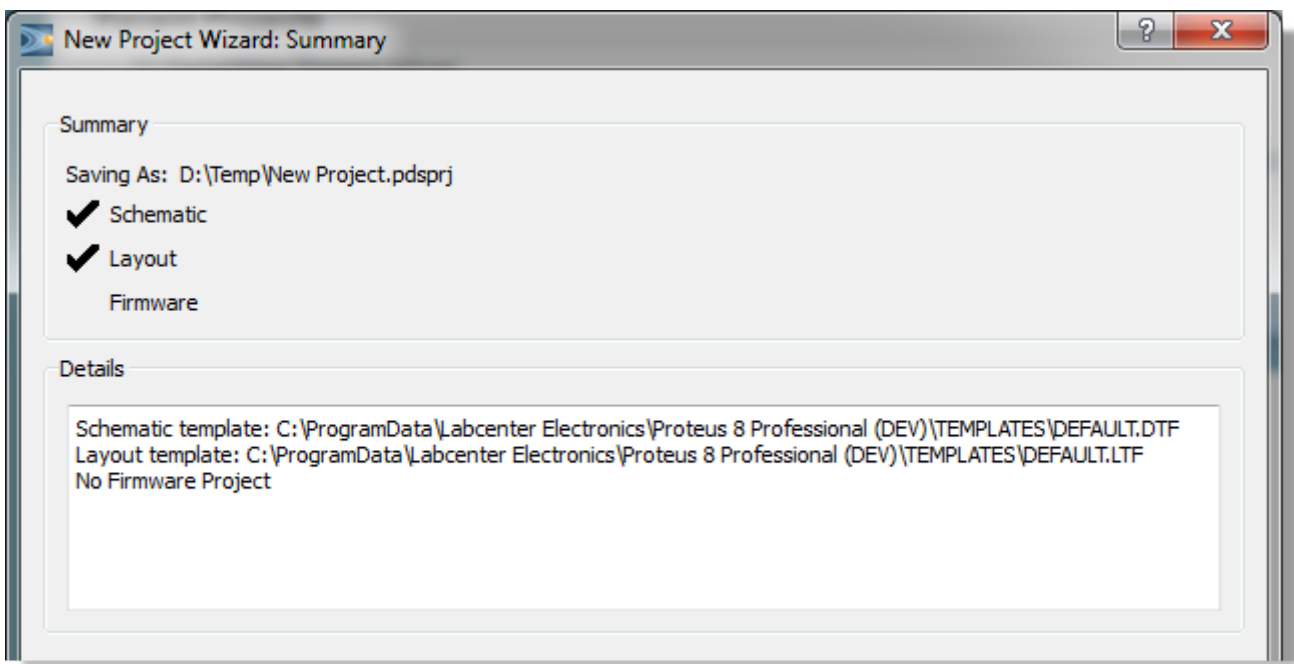 New Project Wizard: Summary
Summary
Saving As: D:\Temp\New Project.pdsprj
Schematic
Layout
Firmware
Details
Schematic template: C:\ProgramData\Labcenter Electronics\Proteus 8 Professional (DEV)\TEMPLATES\DEFAULT.DTF
Layout template: C:\ProgramData\Labcenter Electronics\Proteus 8 Professional (DEV)\TEMPLATES\DEFAULT.LTF
No Firmware Project